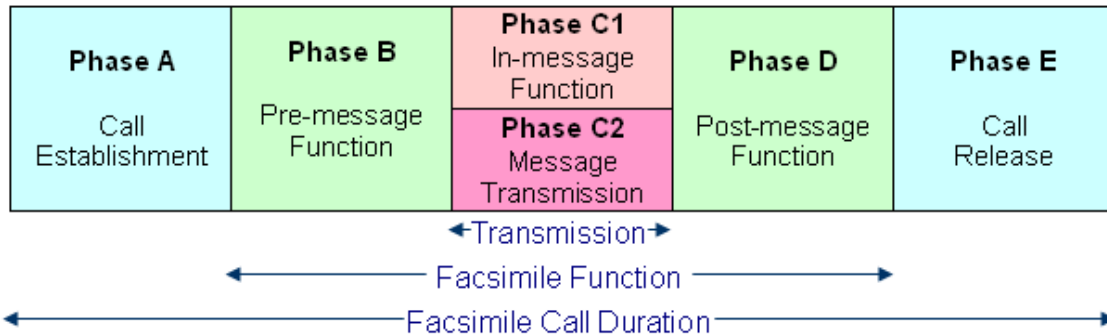 Phase A
Call
Establishment
Phase B
Pre-message
Function
Phase C1
In-message
Function
Phase C2
Message
Transmission
Phase D
Post-message
Function
Phase E
Call
Release
Transmission
Facsimile Function
Facsimile Call Duration